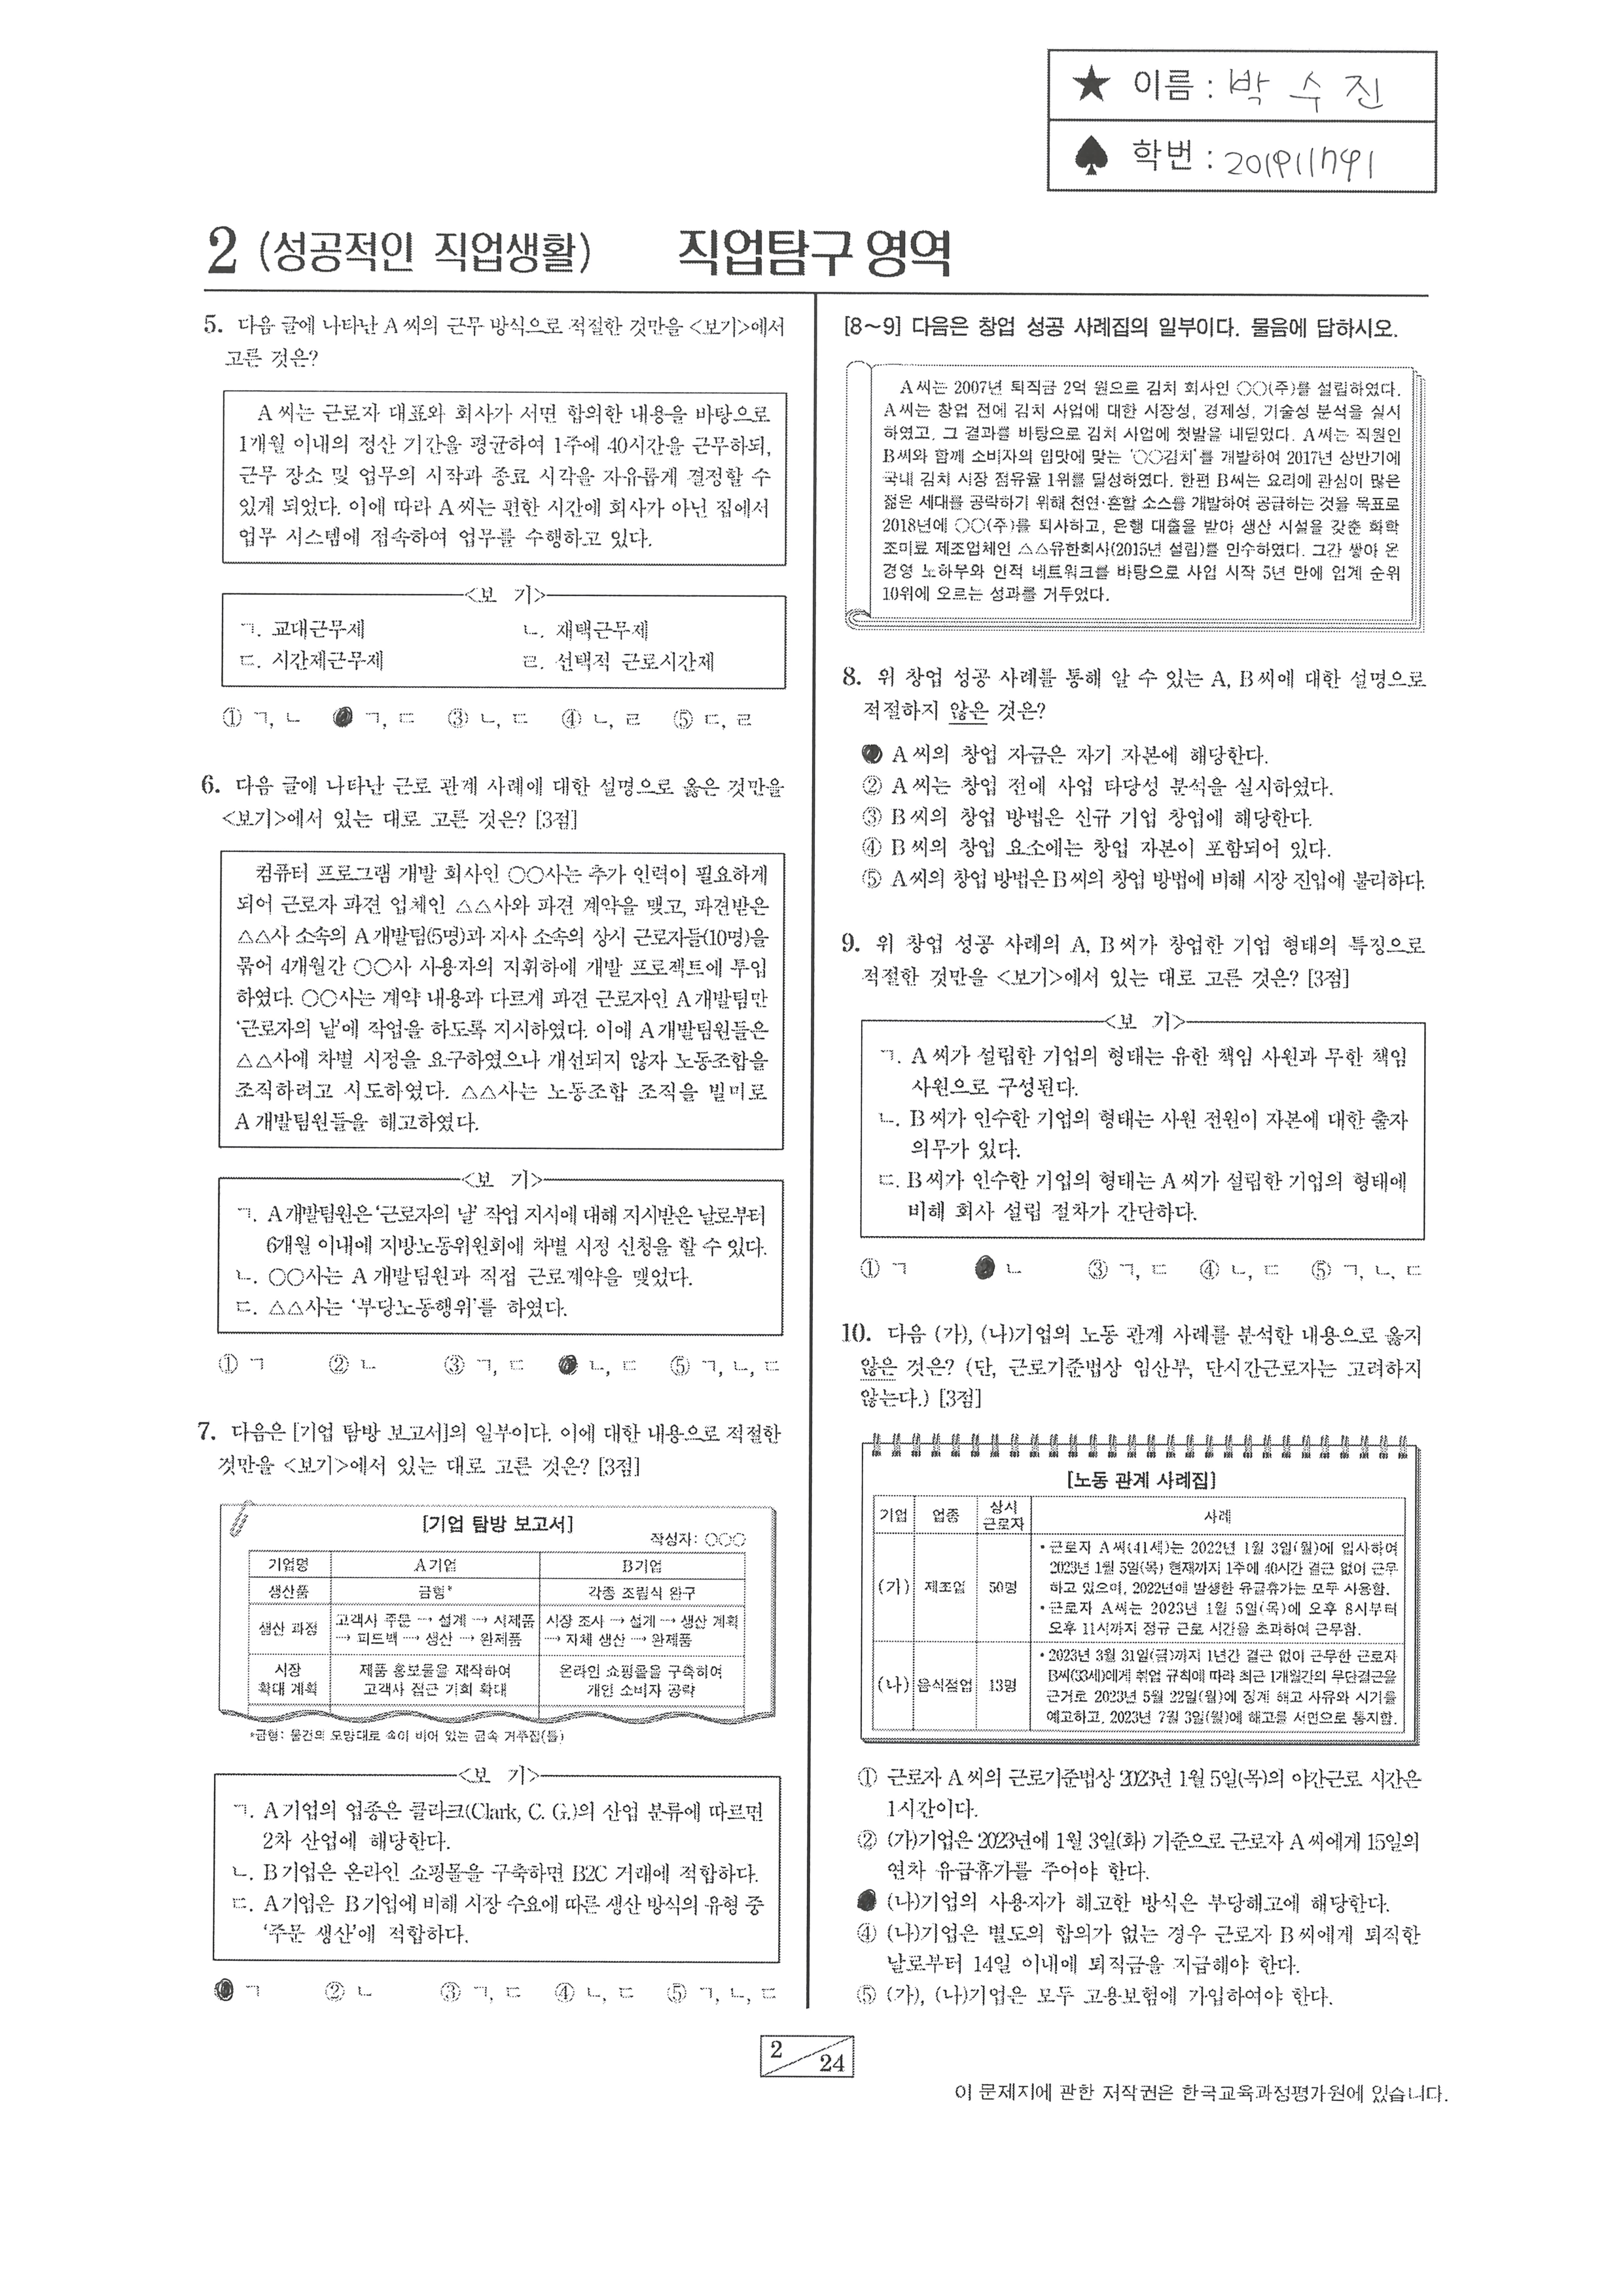 ★ 이름 : 박 수 진
♠ 학번 : 201911791
2 (성공적인 직업생활) 직업탐구 영역
5. 다음 글에 나타난 A씨의 근무 방식으로 적절한 것만을 <보기>에서
고른 것은?
A씨는 근로자 대표와 회사가 서면 합의한 내용을 바탕으로
1개월 이내의 정산 기간을 평균하여 1주에 40시간을 근무하되,
근무 장소 및 업무의 시작과 종료 시각을 자유롭게 결정할 수
있게 되었다. 이에 따라 A씨는 편한 시간에 회사가 아닌 집에서
업무 시스템에 접속하여 업무를 수행하고 있다.
<보 기>
ㄱ. 교대근무제 ㄴ. 재택근무제
ㄷ. 시간제근무제 ㄹ. 선택적 근로시간제
① ㄱ, ㄴ ● ㄱ, ㄷ ③ ㄴ, ㄷ ④ ㄴ, ㄹ ⑤ ㄷ, ㄹ
6. 다음 글에 나타난 근로 관계 사례에 대한 설명으로 옳은 것만을
<보기>에서 있는 대로 고른 것은? [3점]
컴퓨터 프로그램 개발 회사인 ○○사는 추가 인력이 필요하게
되어 근로자 파견 업체인 △△사와 파견 계약을 맺고, 파견받은
△△사 소속의 A개발팀(5명)과 자사 소속의 상시 근로자들(10명)을
묶어 4개월간 ○○사 사용자의 지휘하에 개발 프로젝트에 투입
하였다. ○○사는 계약 내용과 다르게 파견 근로자인 A개발팀만
'근로자의 날'에 작업을 하도록 지시하였다. 이에 A개발팀원들은
△△사에 차별 시정을 요구하였으나 개선되지 않자 노동조합을
조직하려고 시도하였다. △△사는 노동조합 조직을 빌미로
A개발팀원들을 해고하였다.
<보 기>
ㄱ. A개발팀원은 '근로자의 날' 작업 지시에 대해 지시받은 날로부터
6개월 이내에 지방노동위원회에 차별 시정 신청을 할 수 있다.
ㄴ. ○○사는 A개발팀원과 직접 근로계약을 맺었다.
ㄷ. △△사는 '부당노동행위'를 하였다.
① ㄱ ② ㄴ ③ ㄱ, ㄷ ● ㄴ, ㄷ ⑤ ㄱ, ㄴ, ㄷ
7. 다음은 [기업 탐방 보고서]의 일부이다. 이에 대한 내용으로 적절한
것만을 <보기>에서 있는 대로 고른 것은? [3점]
[기업 탐방 보고서]
작성자: ○○○
기업명 A기업 B기업
생산품 금형* 각종 조립식 완구
생산 과정 고객사 주문 → 설계 → 시제품 → 피드백 → 생산 → 완제품 시장 조사 → 설계 → 생산 계획 → 자체 생산 → 완제품
시장 확대 계획 제품 홍보물을 제작하여 고객사 접근 기회 확대 온라인 쇼핑몰을 구축하여 개인 소비자 공략
*금형: 물건의 모양대로 속이 비어 있는 금속 거푸집(틀)
<보 기>
ㄱ. A기업의 업종은 클라크(Clark, C. G.)의 산업 분류에 따르면
2차 산업에 해당한다.
ㄴ. B기업은 온라인 쇼핑몰을 구축하면 B2C 거래에 적합하다.
ㄷ. A기업은 B기업에 비해 시장 수요에 따른 생산 방식의 유형 중
'주문 생산'에 적합하다.
● ㄱ ② ㄴ ③ ㄱ, ㄷ ④ ㄴ, ㄷ ⑤ ㄱ, ㄴ, ㄷ
[8~9] 다음은 창업 성공 사례집의 일부이다. 물음에 답하시오.
A씨는 2007년 퇴직금 2억 원으로 김치 회사인 ○○(주)를 설립하였다.
A씨는 창업 전에 김치 사업에 대한 시장성, 경제성, 기술성 분석을 실시
하였고, 그 결과를 바탕으로 김치 사업에 첫발을 내딛었다. A씨는 직원인
B씨와 함께 소비자의 입맛에 맞는 '○○김치'를 개발하여 2017년 상반기에
국내 김치 시장 점유율 1위를 달성하였다. 한편 B씨는 요리에 관심이 많은
젊은 세대를 공략하기 위해 천연·혼합 소스를 개발하여 공급하는 것을 목표로
2018년에 ○○(주)를 퇴사하고, 은행 대출을 받아 생산 시설을 갖춘 화학
조미료 제조업체인 △△유한회사(2015년 설립)를 인수하였다. 그간 쌓아 온
경영 노하우와 인적 네트워크를 바탕으로 사업 시작 5년 만에 업계 순위
10위에 오르는 성과를 거두었다.
8. 위 창업 성공 사례를 통해 알 수 있는 A, B씨에 대한 설명으로
적절하지 않은 것은?
● A씨의 창업 자금은 자기 자본에 해당한다.
② A씨는 창업 전에 사업 타당성 분석을 실시하였다.
③ B씨의 창업 방법은 신규 기업 창업에 해당한다.
④ B씨의 창업 요소에는 창업 자본이 포함되어 있다.
⑤ A씨의 창업 방법은 B씨의 창업 방법에 비해 시장 진입에 불리하다.
9. 위 창업 성공 사례의 A, B씨가 창업한 기업 형태의 특징으로
적절한 것만을 <보기>에서 있는 대로 고른 것은? [3점]
<보 기>
ㄱ. A씨가 설립한 기업의 형태는 유한 책임 사원과 무한 책임
사원으로 구성된다.
ㄴ. B씨가 인수한 기업의 형태는 사원 전원이 자본에 대한 출자
의무가 있다.
ㄷ. B씨가 인수한 기업의 형태는 A씨가 설립한 기업의 형태에
비해 회사 설립 절차가 간단하다.
① ㄱ ● ㄴ ③ ㄱ, ㄷ ④ ㄴ, ㄷ ⑤ ㄱ, ㄴ, ㄷ
10. 다음 (가), (나)기업의 노동 관계 사례를 분석한 내용으로 옳지
않은 것은? (단, 근로기준법상 임산부, 단시간근로자는 고려하지
않는다.) [3점]
[노동 관계 사례집]
기업 업종 상시 근로자 사례
(가) 제조업 50명
• 근로자 A씨(41세)는 2022년 1월 3일(월)에 입사하여
2023년 1월 5일(목) 현재까지 1주에 40시간 결근 없이 근무
하고 있으며, 2022년에 발생한 유급휴가는 모두 사용함.
• 근로자 A씨는 2023년 1월 5일(목)에 오후 8시부터
오후 11시까지 정규 근로 시간을 초과하여 근무함.
(나) 음식점업 13명
• 2023년 3월 31일(금)까지 1년간 결근 없이 근무한 근로자
B씨(33세)에게 취업 규칙에 따라 최근 1개월간의 무단결근을
근거로 2023년 5월 22일(월)에 징계 해고 사유와 시기를
예고하고, 2023년 7월 3일(월)에 해고를 서면으로 통지함.
① 근로자 A씨의 근로기준법상 2023년 1월 5일(목)의 야간근로 시간은
1시간이다.
② (가)기업은 2023년에 1월 3일(화) 기준으로 근로자 A씨에게 15일의
연차 유급휴가를 주어야 한다.
● (나)기업의 사용자가 해고한 방식은 부당해고에 해당한다.
④ (나)기업은 별도의 합의가 없는 경우 근로자 B씨에게 퇴직한
날로부터 14일 이내에 퇴직금을 지급해야 한다.
⑤ (가), (나)기업은 모두 고용보험에 가입하여야 한다.
2 / 24
이 문제지에 관한 저작권은 한국교육과정평가원에 있습니다.